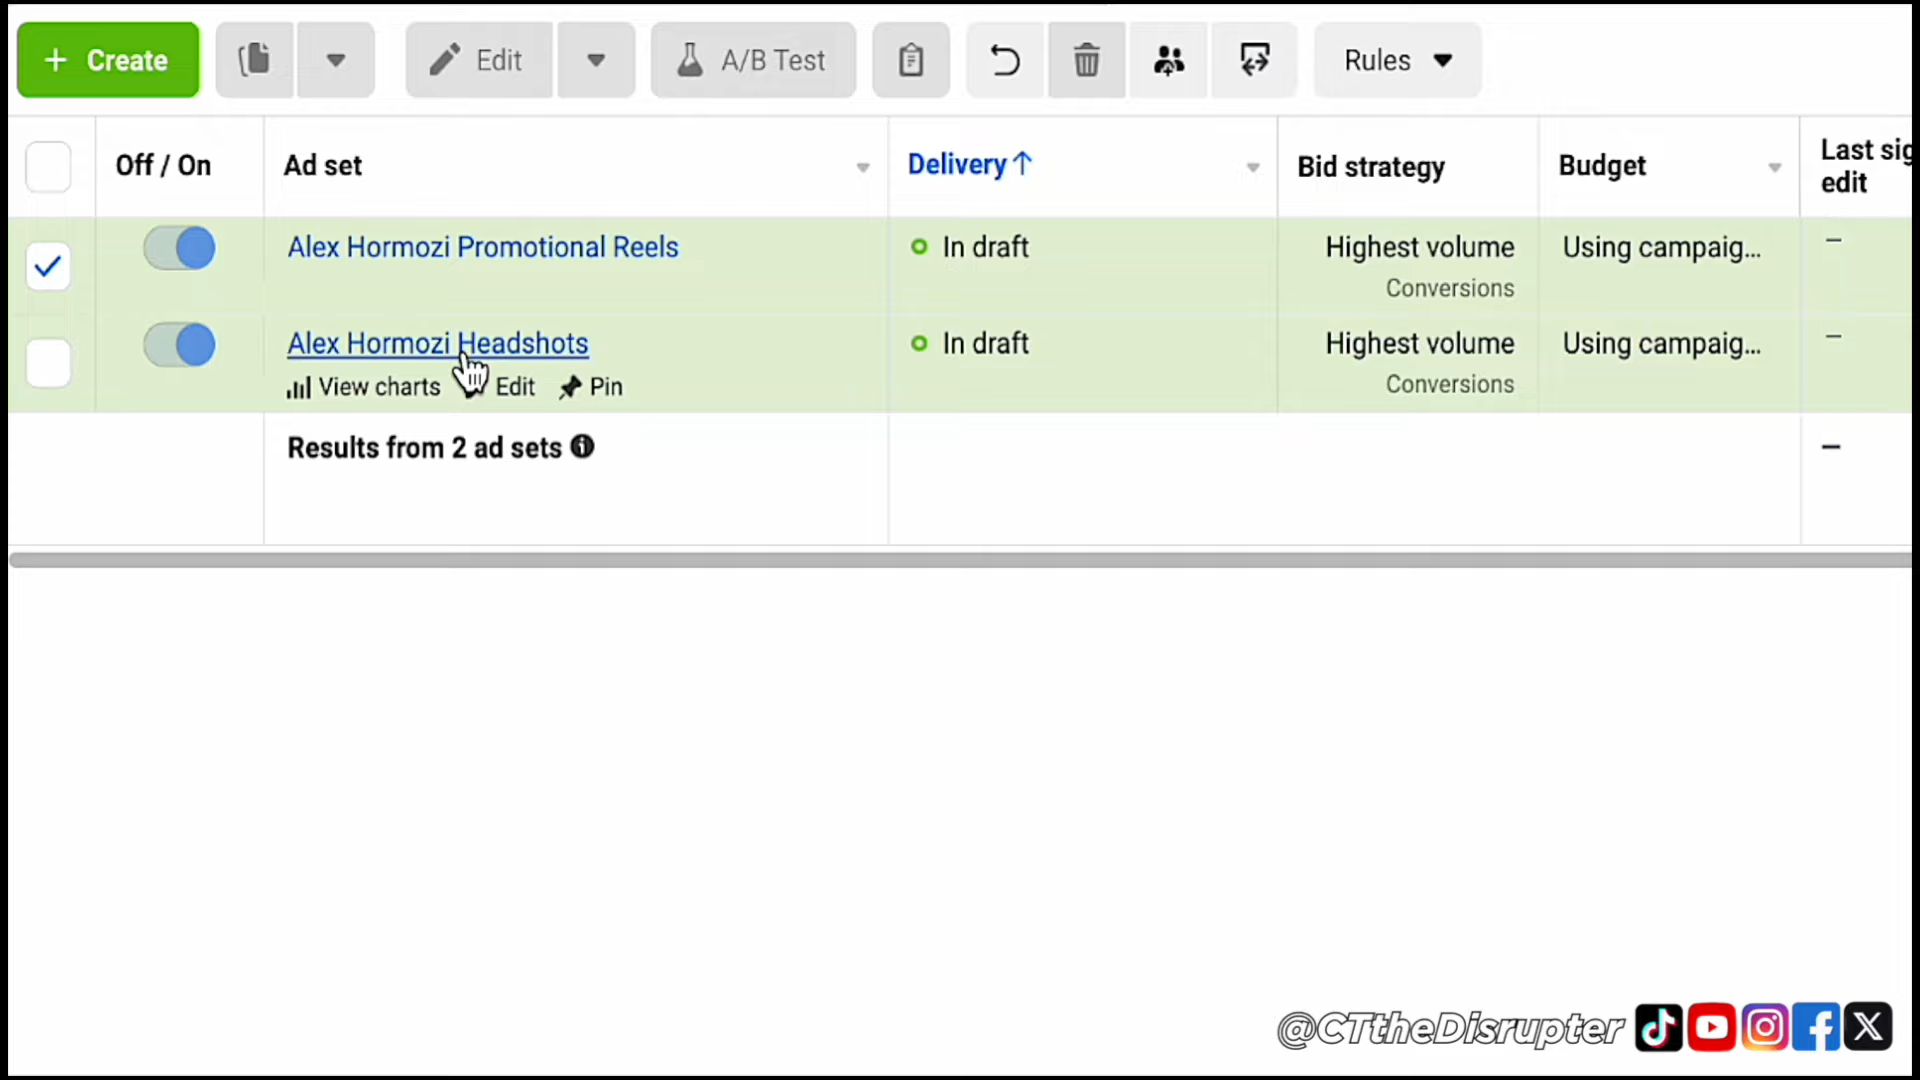 + Create
Edit
A/B Test
Rules
Off / On
Ad set
Delivery↑
Bid strategy
Budget
Last sig
edit
Alex Hormozi Promotional Reels
In draft
Highest volume
Conversions
Using campaig...
–
Alex Hormozi Headshots
View charts
Edit
Pin
In draft
Highest volume
Conversions
Using campaig...
–
Results from 2 ad sets
–
@CTtheDisrupter